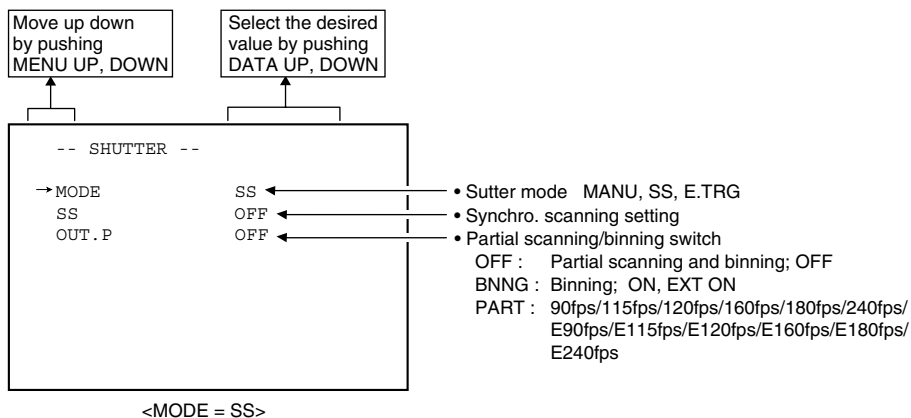 Move up down
by pushing
MENU UP, DOWN
Select the desired
value by pushing
DATA UP, DOWN
-- SHUTTER --
→MODE SS
SS OFF
OUT.P OFF
• Sutter mode MANU, SS, E.TRG
• Synchro. scanning setting
• Partial scanning/binning switch
OFF : Partial scanning and binning; OFF
BNNG : Binning; ON, EXT ON
PART : 90fps/115fps/120fps/160fps/180fps/240fps/
E90fps/E115fps/E120fps/E160fps/E180fps/
E240fps
<MODE = SS>